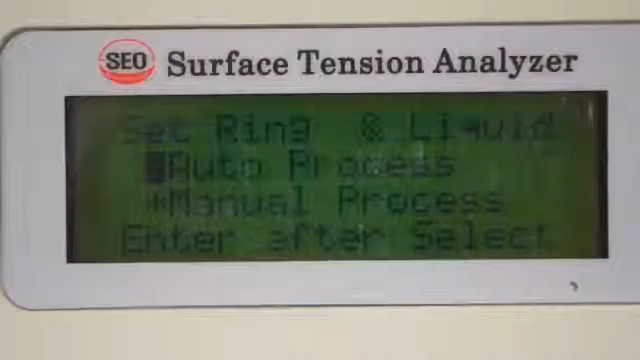 SEO Surface Tension Analyzer
Set Ring & Liquid
Auto Process
*Manual Process
Enter after Select